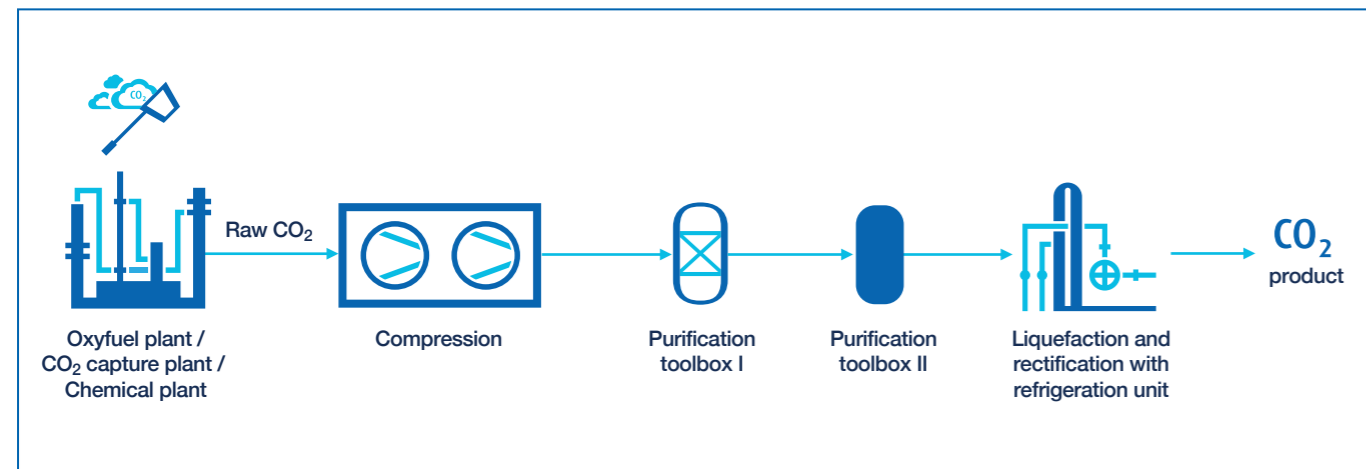 CO₂
Raw CO₂
CO₂
product
Oxyfuel plant /
CO₂ capture plant /
Chemical plant
Compression
Purification
toolbox I
Purification
toolbox II
Liquefaction and
rectification with
refrigeration unit